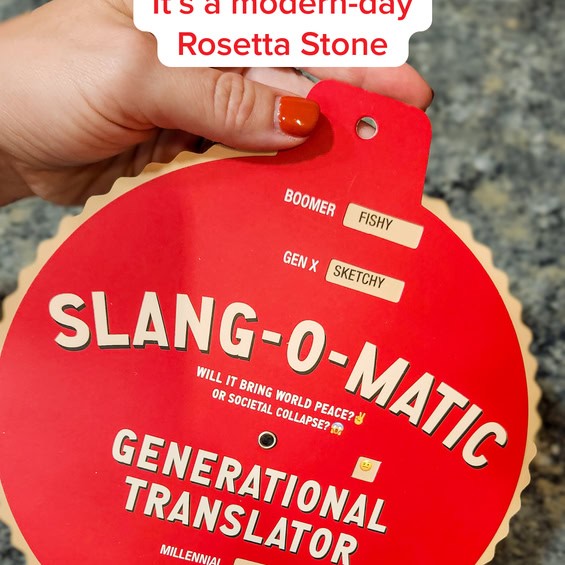 It's a modern-day
Rosetta Stone
BOOMER FISHY
GEN X SKETCHY
SLANG-O-MATIC
WILL IT BRING WORLD PEACE?✌️
OR SOCIETAL COLLAPSE?😱
GENERATIONAL
TRANSLATOR
MILLENNIAL